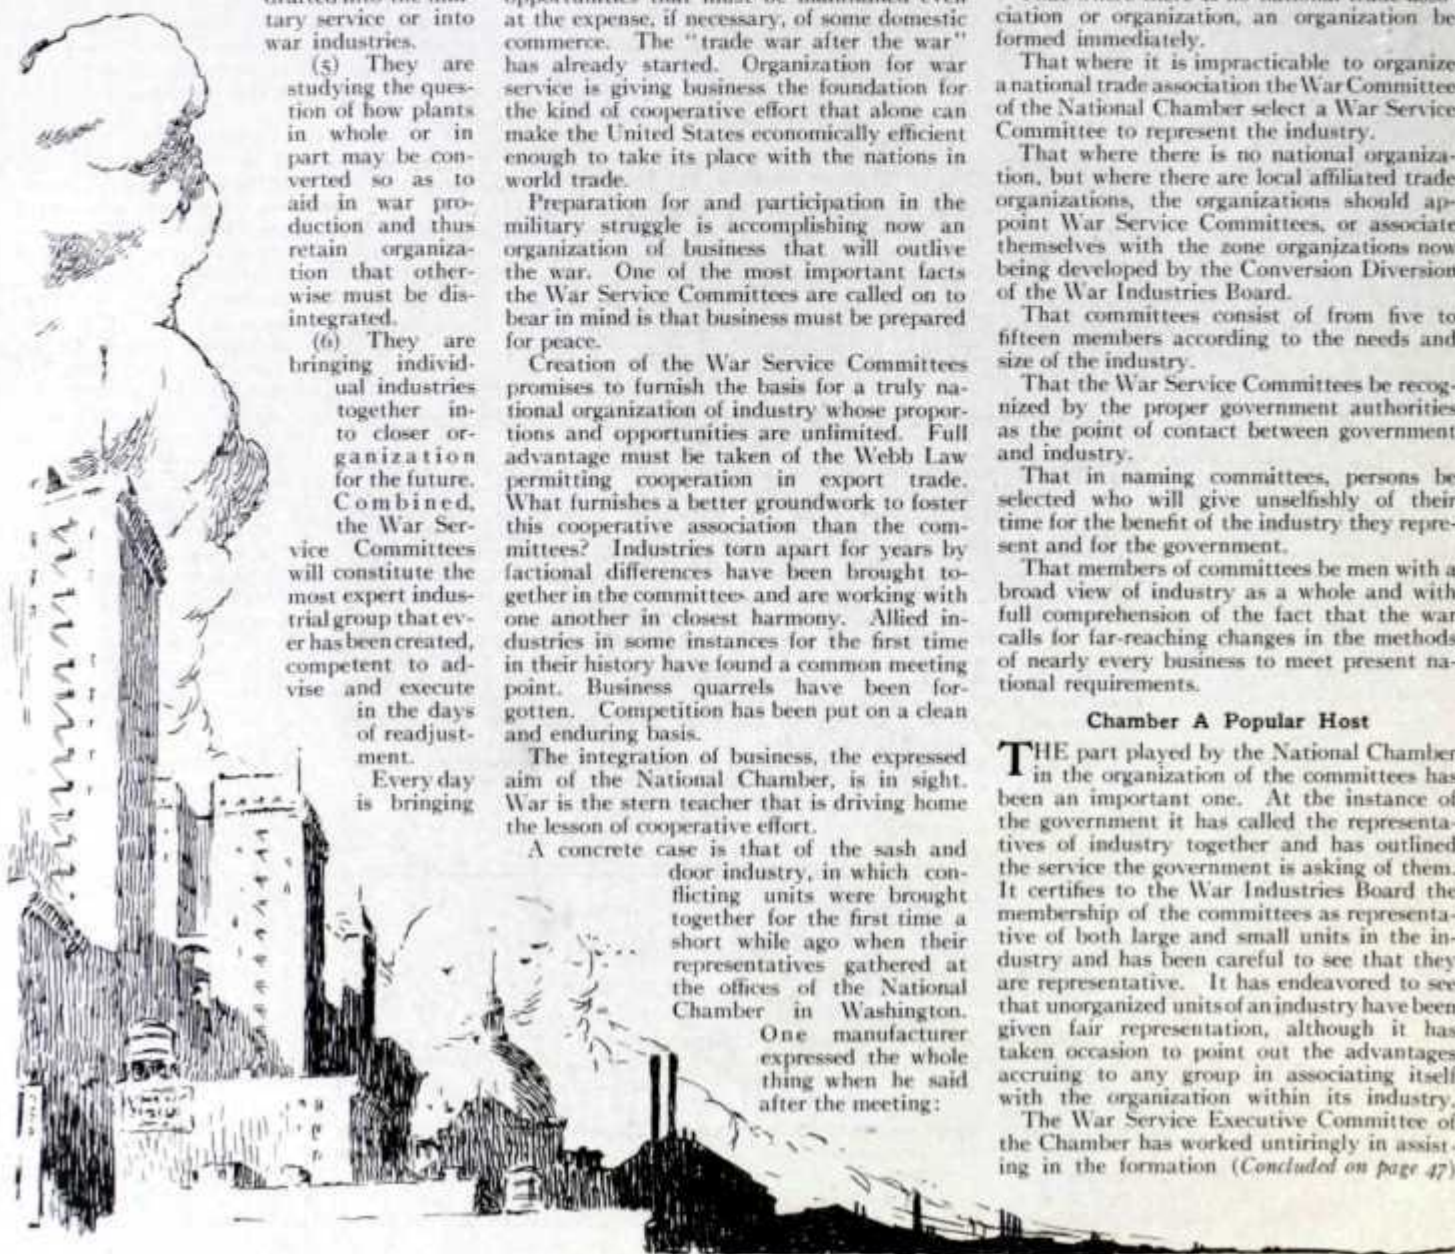 tary service or into
war industries.
(5) They are
studying the ques-
tion of how plants
in whole or in
part may be con-
verted so as to
aid in war pro-
duction and thus
retain organiza-
tion that other-
wise must be dis-
integrated.
(6) They are
bringing individ-
ual industries
together in-
to closer or-
ganization
for the future.
Combined,
the War Ser-
vice Committees
will constitute the
most expert indus-
trial group that ev-
er has been created,
competent to ad-
vise and execute
in the days
of readjust-
ment.
Every day
is bringing
at the expense, if necessary, of some domestic
commerce. The "trade war after the war"
has already started. Organization for war
service is giving business the foundation for
the kind of cooperative effort that alone can
make the United States economically efficient
enough to take its place with the nations in
world trade.
Preparation for and participation in the
military struggle is accomplishing now an
organization of business that will outlive
the war. One of the most important facts
the War Service Committees are called on to
bear in mind is that business must be prepared
for peace.
Creation of the War Service Committees
promises to furnish the basis for a truly na-
tional organization of industry whose propor-
tions and opportunities are unlimited. Full
advantage must be taken of the Webb Law
permitting cooperation in export trade.
What furnishes a better groundwork to foster
this cooperative association than the com-
mittees? Industries torn apart for years by
factional differences have been brought to-
gether in the committees and are working with
one another in closest harmony. Allied in-
dustries in some instances for the first time
in their history have found a common meeting
point. Business quarrels have been for-
gotten. Competition has been put on a clean
and enduring basis.
The integration of business, the expressed
aim of the National Chamber, is in sight.
War is the stern teacher that is driving home
the lesson of cooperative effort.
A concrete case is that of the sash and
door industry, in which con-
flicting units were brought
together for the first time a
short while ago when their
representatives gathered at
the offices of the National
Chamber in Washington.
One manufacturer
expressed the whole
thing when he said
after the meeting:
ciation or organization, an organization be
formed immediately.
That where it is impracticable to organize
a national trade association the War Committee
of the National Chamber select a War Service
Committee to represent the industry.
That where there is no national organiza-
tion, but where there are local affiliated trade
organizations, the organizations should ap-
point War Service Committees, or associate
themselves with the zone organizations now
being developed by the Conversion Diversion
of the War Industries Board.
That committees consist of from five to
fifteen members according to the needs and
size of the industry.
That the War Service Committees be recog-
nized by the proper government authorities
as the point of contact between government
and industry.
That in naming committees, persons be
selected who will give unselfishly of their
time for the benefit of the industry they repre-
sent and for the government.
That members of committees be men with a
broad view of industry as a whole and with
full comprehension of the fact that the war
calls for far-reaching changes in the methods
of nearly every business to meet present na-
tional requirements.
Chamber A Popular Host
THE part played by the National Chamber
in the organization of the committees has
been an important one. At the instance of
the government it has called the representa-
tives of industry together and has outlined
the service the government is asking of them.
It certifies to the War Industries Board the
membership of the committees as representa-
tive of both large and small units in the in-
dustry and has been careful to see that they
are representative. It has endeavored to see
that unorganized units of an industry have been
given fair representation, although it has
taken occasion to point out the advantages
accruing to any group in associating itself
with the organization within its industry.
The War Service Executive Committee of
the Chamber has worked untiringly in assist-
ing in the formation (Concluded on page 47)